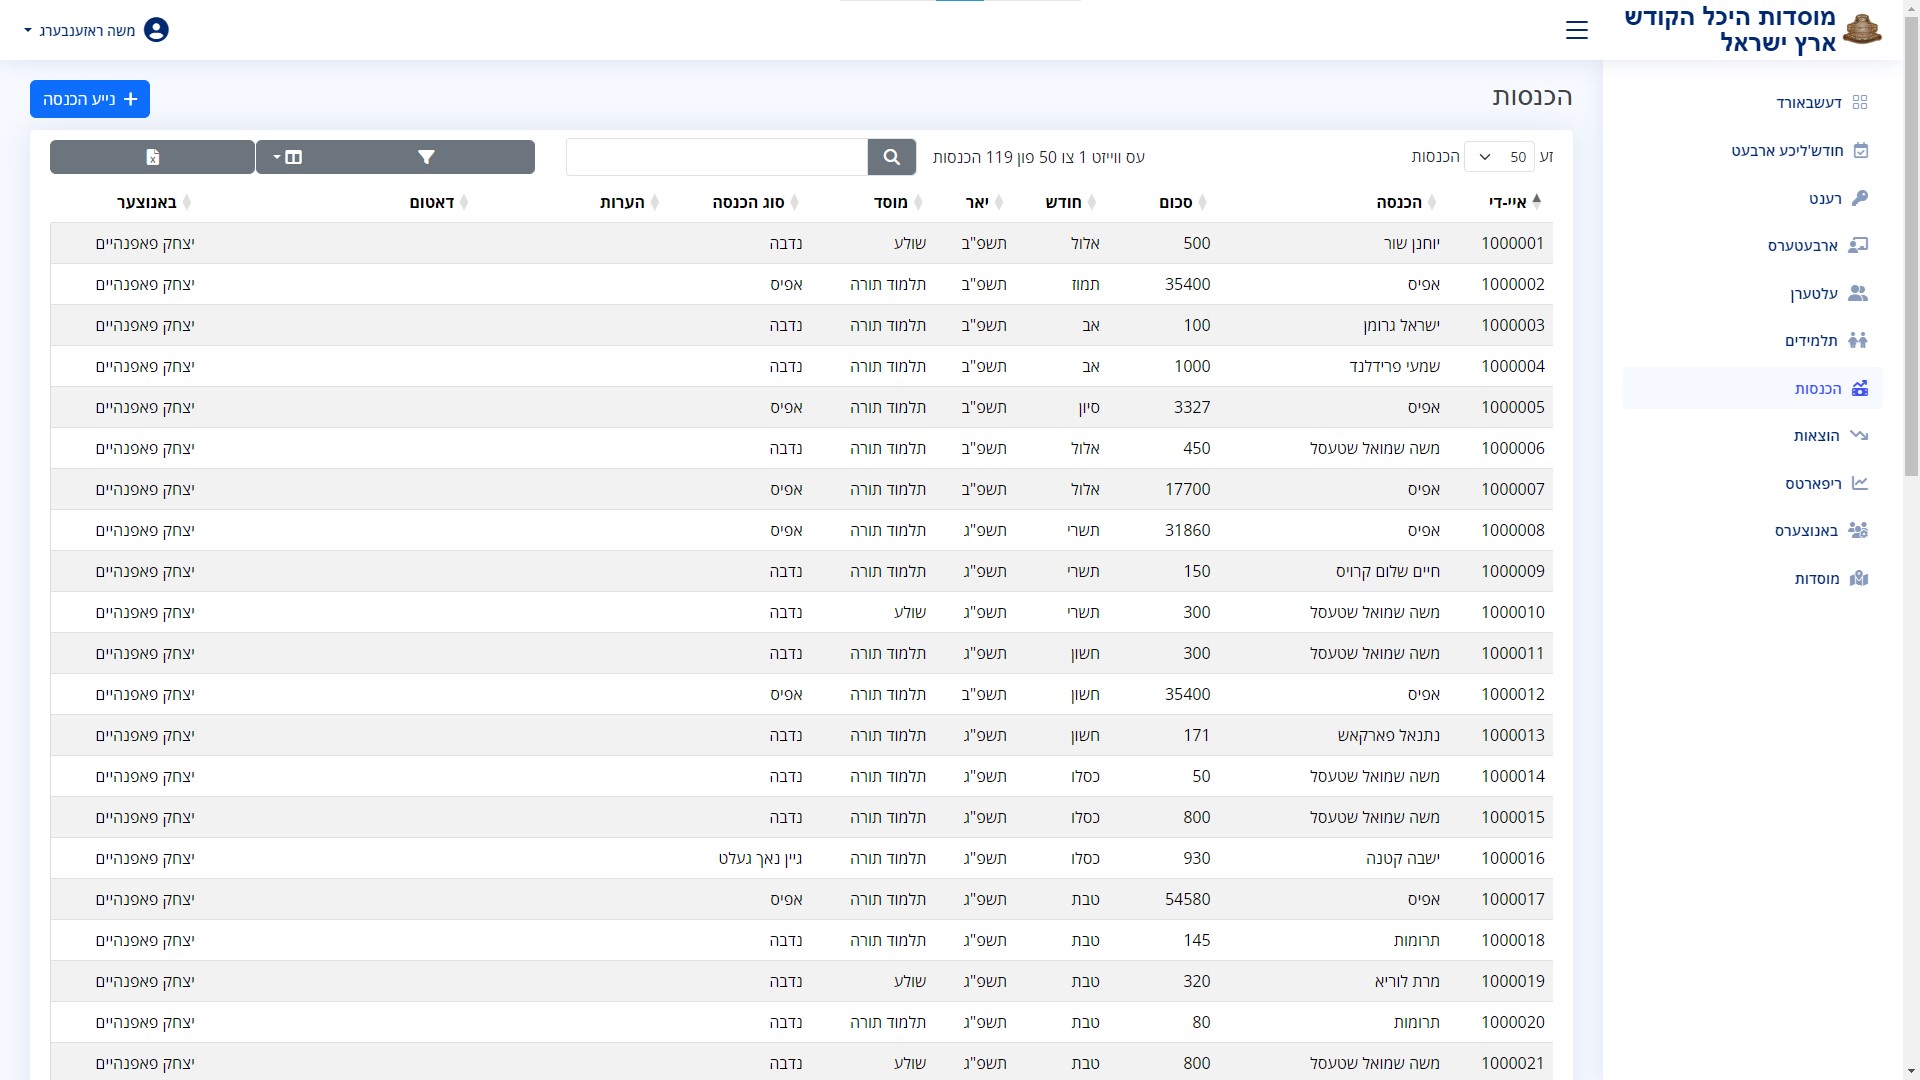 מוסדות היכל הקודש
ארץ ישראל
משה ראזענבערג
דעשבאורד
חודש'ליכע ארבעט
רענט
ארבעטערס
עלטערן
תלמידים
הכנסות
הוצאות
ריפארטס
באנוצערס
מוסדות
הכנסות
נייע הכנסה
זע 50 הכנסות
עס ווייזט 1 צו 50 פון 119 הכנסות
איי-די הכנסה סכום חודש יאר מוסד סוג הכנסה הערות דאטום באנוצער
1000001 יוחנן שור 500 אלול תשפ"ב שולע נדבה יצחק פאפנהיים
1000002 אפיס 35400 תמוז תשפ"ב תלמוד תורה אפיס יצחק פאפנהיים
1000003 ישראל גרומן 100 אב תשפ"ב תלמוד תורה נדבה יצחק פאפנהיים
1000004 שמעי פרידלנד 1000 אב תשפ"ב תלמוד תורה נדבה יצחק פאפנהיים
1000005 אפיס 3327 סיון תשפ"ב תלמוד תורה אפיס יצחק פאפנהיים
1000006 משה שמואל שטעסל 450 אלול תשפ"ב תלמוד תורה נדבה יצחק פאפנהיים
1000007 אפיס 17700 אלול תשפ"ב תלמוד תורה אפיס יצחק פאפנהיים
1000008 אפיס 31860 תשרי תשפ"ג תלמוד תורה אפיס יצחק פאפנהיים
1000009 חיים שלום קרויס 150 תשרי תשפ"ג תלמוד תורה נדבה יצחק פאפנהיים
1000010 משה שמואל שטעסל 300 תשרי תשפ"ג שולע נדבה יצחק פאפנהיים
1000011 משה שמואל שטעסל 300 חשון תשפ"ג תלמוד תורה נדבה יצחק פאפנהיים
1000012 אפיס 35400 חשון תשפ"ב תלמוד תורה אפיס יצחק פאפנהיים
1000013 נתנאל פארקאש 171 חשון תשפ"ג תלמוד תורה נדבה יצחק פאפנהיים
1000014 משה שמואל שטעסל 50 כסלו תשפ"ג תלמוד תורה נדבה יצחק פאפנהיים
1000015 משה שמואל שטעסל 800 כסלו תשפ"ג תלמוד תורה נדבה יצחק פאפנהיים
1000016 ישבה קטנה 930 כסלו תשפ"ג תלמוד תורה גיין נאך געלט יצחק פאפנהיים
1000017 אפיס 54580 טבת תשפ"ג תלמוד תורה אפיס יצחק פאפנהיים
1000018 תרומות 145 טבת תשפ"ג תלמוד תורה נדבה יצחק פאפנהיים
1000019 מרת לוריא 320 טבת תשפ"ג שולע נדבה יצחק פאפנהיים
1000020 תרומות 80 טבת תשפ"ג תלמוד תורה נדבה יצחק פאפנהיים
1000021 משה שמואל שטעסל 800 טבת תשפ"ג שולע נדבה יצחק פאפנהיים